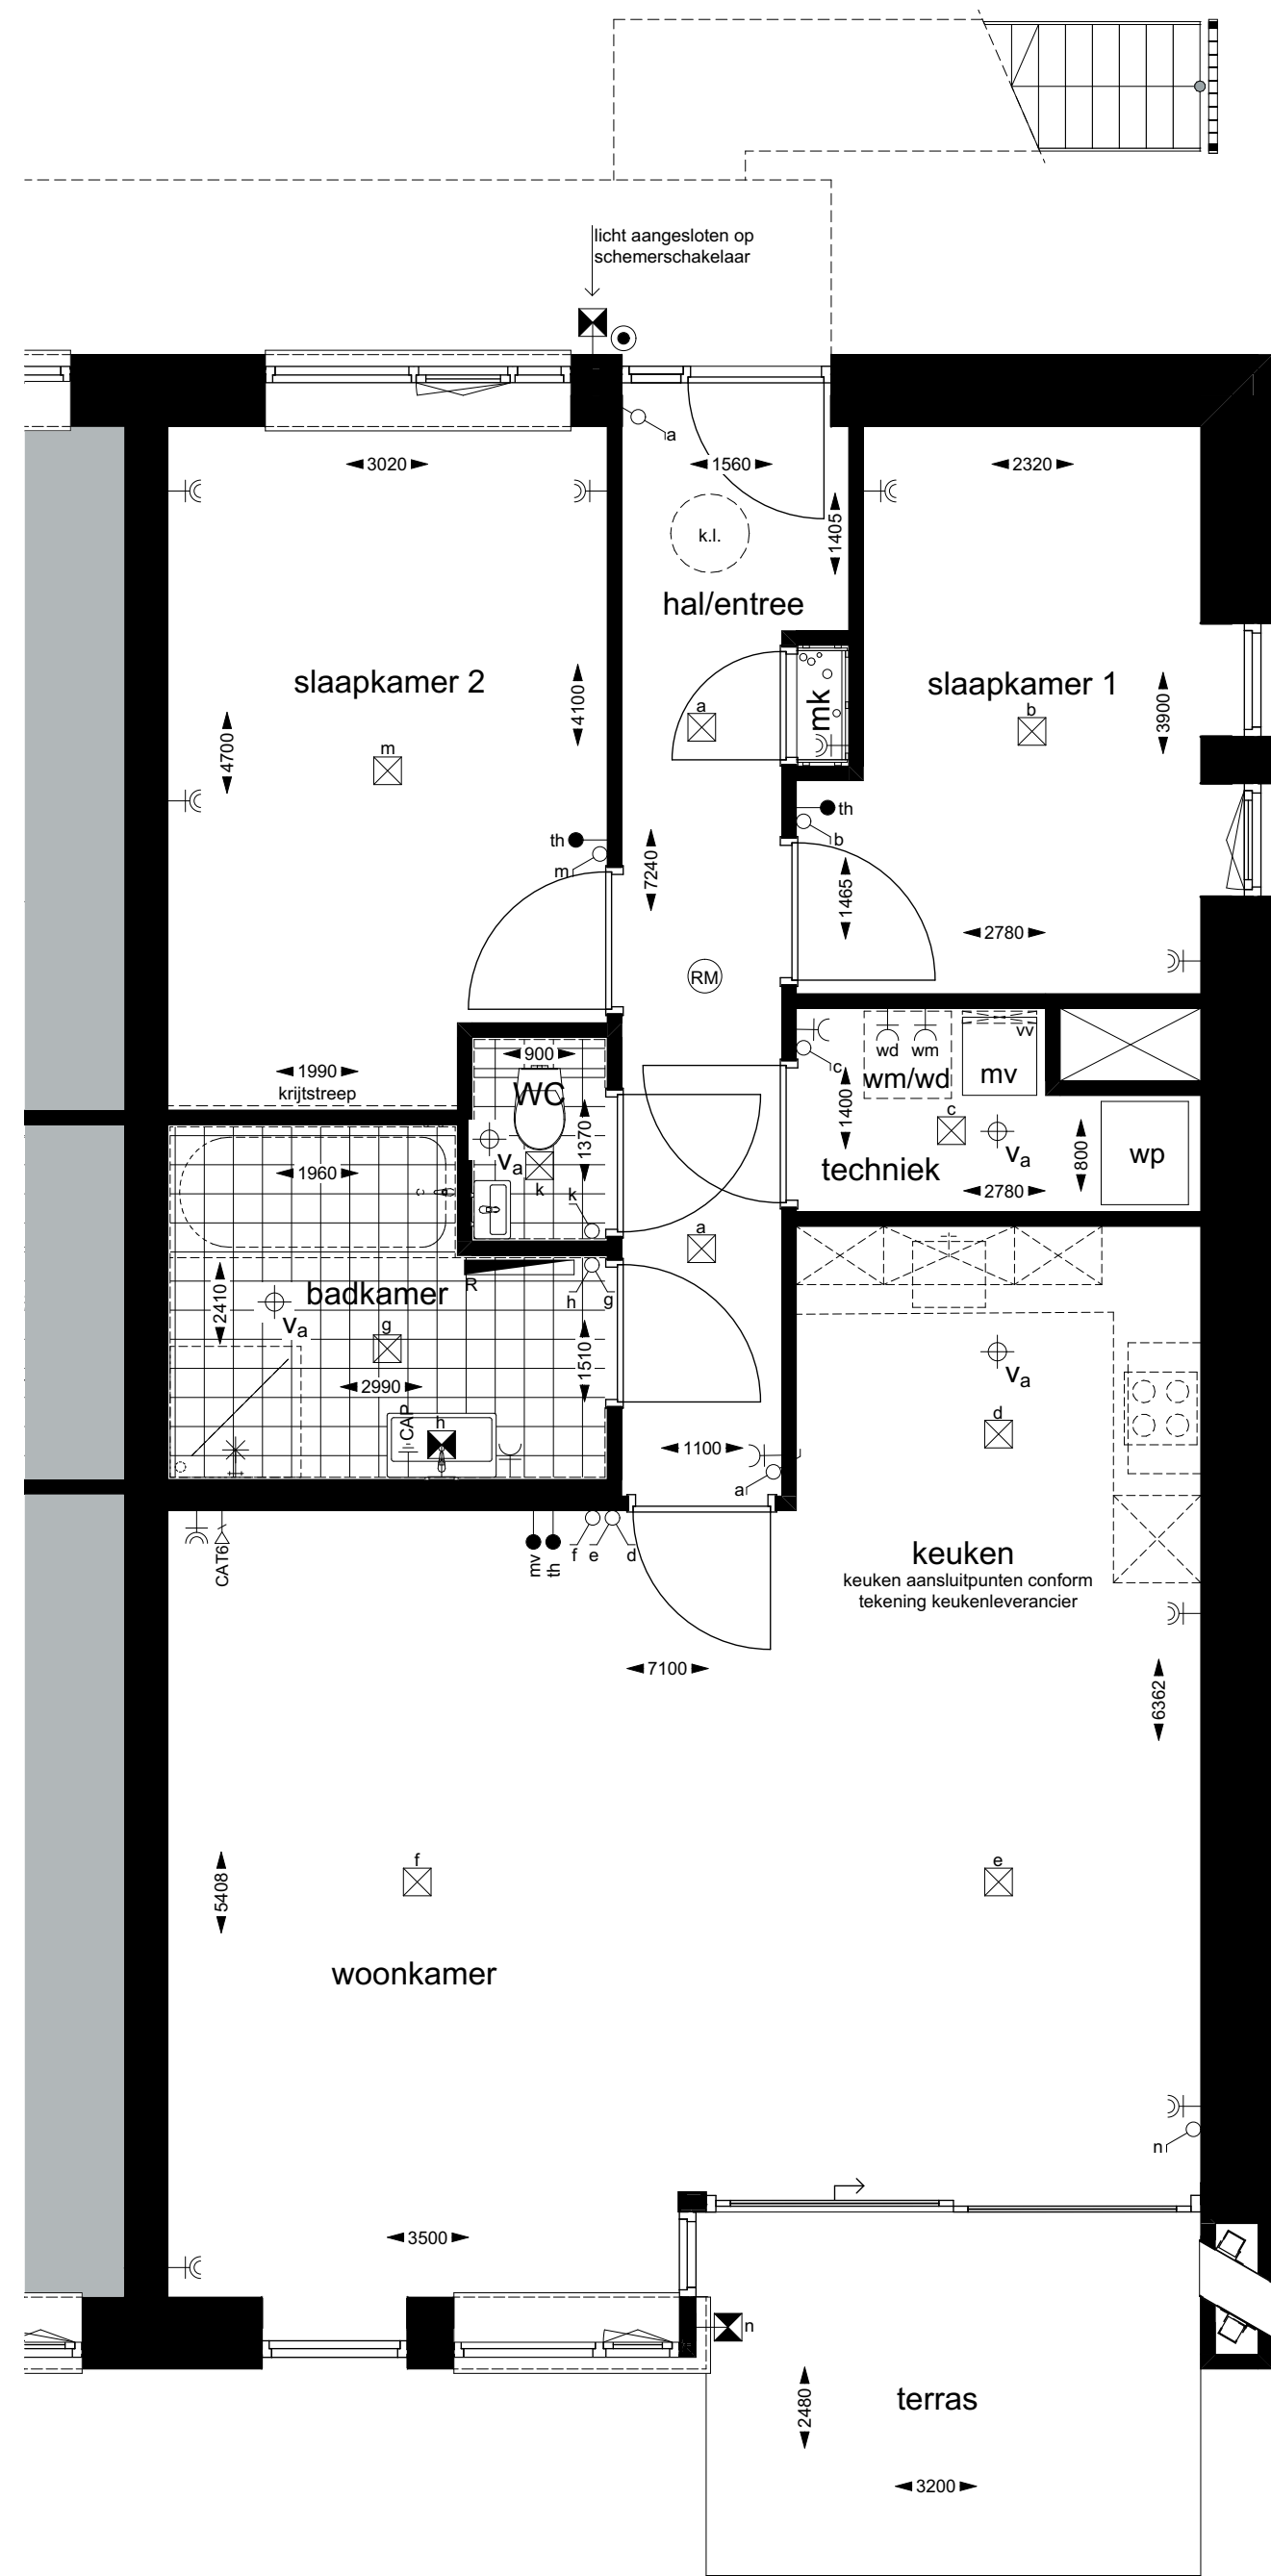 licht aangesloten op
schemerschakelaar
a
3020
1560
2320
k.l.
1405
hal/entree
slaapkamer 2
4100
4700
m
a
mk
slaapkamer 1
b
3900
th
m
7240
th
b
1465
2780
RM
900
WC
1990
krijtstreep
1370
Va
k
k
1960
c
wd
wm
wm/wd
vv
mv
1400
c
Va
800
wp
techniek
2780
a
badkamer
R
h
g
2410
Va
g
1510
2990
CAP
h
Va
d
1100
a
CAT6
mv
th
f
e
d
keuken
keuken aansluitpunten conform
tekening keukenleverancier
7100
6362
f
e
5408
woonkamer
n
3500
n
terras
2480
3200